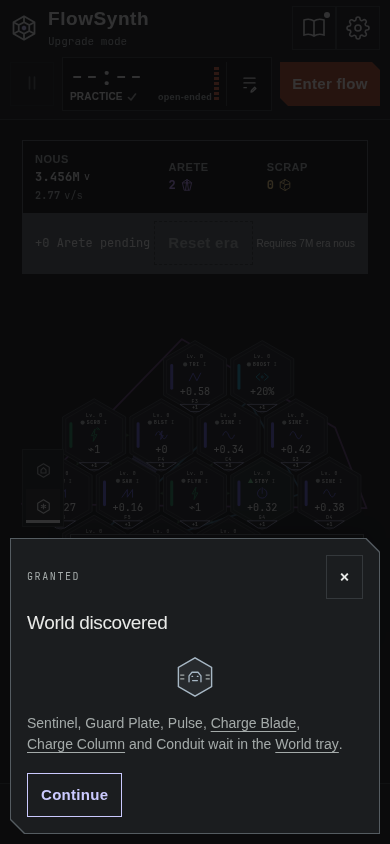 FlowSynth
Upgrade mode
--:--
PRACTICE
open-ended
Enter flow
NOUS
3.456M v
2.77 v/s
ARETE
2
SCRAP
0
+0 Arete pending
Reset era
Requires 7M era nous
+0.58
+20%
+1
+0
+0.34
+0.42
27
+0.16
+1
+0.32
+0.38
GRANTED
×
World discovered
Sentinel, Guard Plate, Pulse, Charge Blade,
Charge Column and Conduit wait in the World tray.
Continue